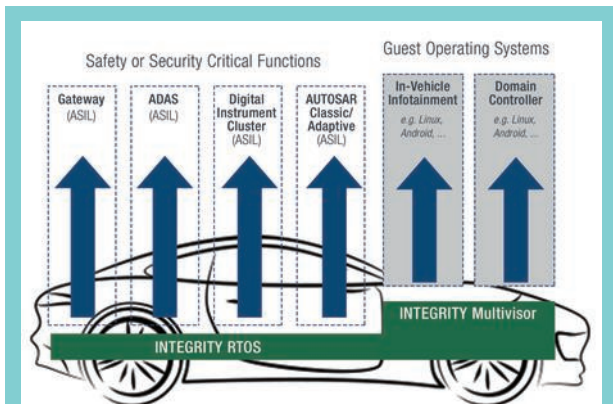 Safety or Security Critical Functions
Guest Operating Systems
Gateway
(ASIL)
ADAS
(ASIL)
Digital
Instrument
Cluster
(ASIL)
AUTOSAR
Classic/
Adaptive
(ASIL)
In-Vehicle
Infotainment
e.g. Linux,
Android, ...
Domain
Controller
e.g. Linux,
Android, ...
INTEGRITY Multivisor
INTEGRITY RTOS